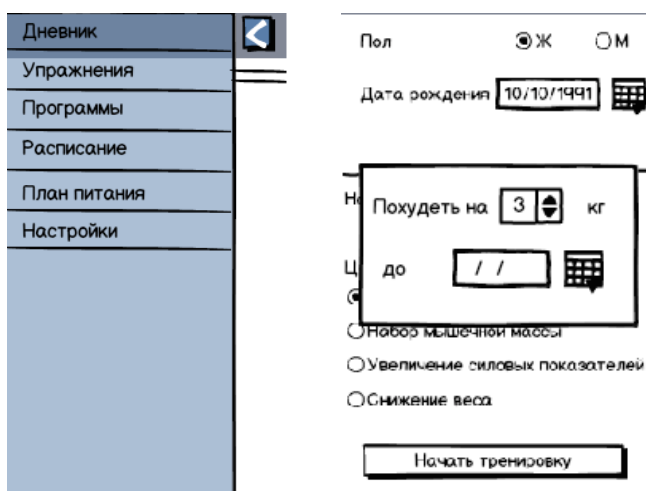 Дневник
Упражнения
Программы
Расписание
План питания
Настройки
Пол Ж М
Дата рождения 10/10/1991
Похудеть на 3 кг
до / /
Набор мышечной массы
Увеличение силовых показателей
Снижение веса
Начать тренировку